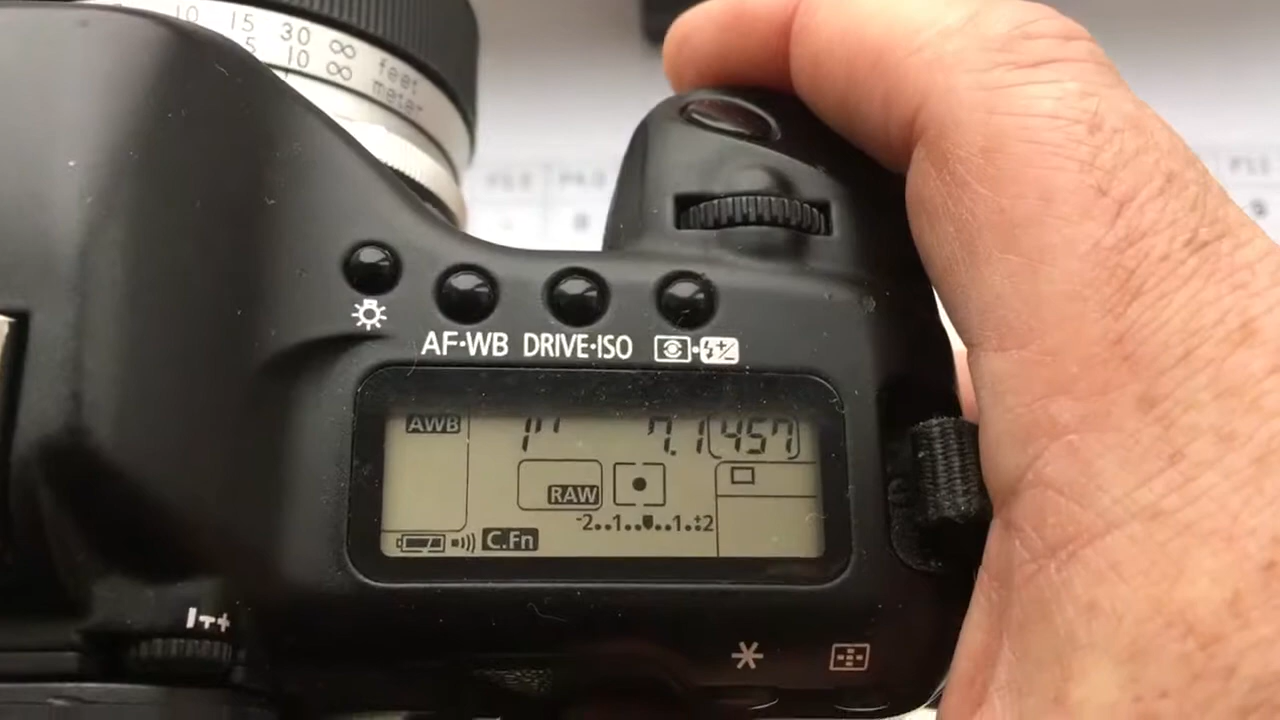 10 15 30 ∞ feet
5 10 ∞ meter
AF·WB DRIVE·ISO
AWB 1" 7.1 [457]
RAW
-2..1...▼...1..+2
C.Fn